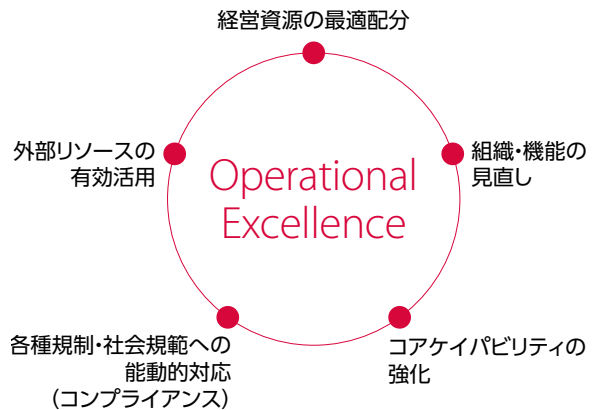 経営資源の最適配分
外部リソースの
有効活用
Operational
Excellence
組織・機能の
見直し
各種規制・社会規範への
能動的対応
（コンプライアンス）
コアケイパビリティの
強化